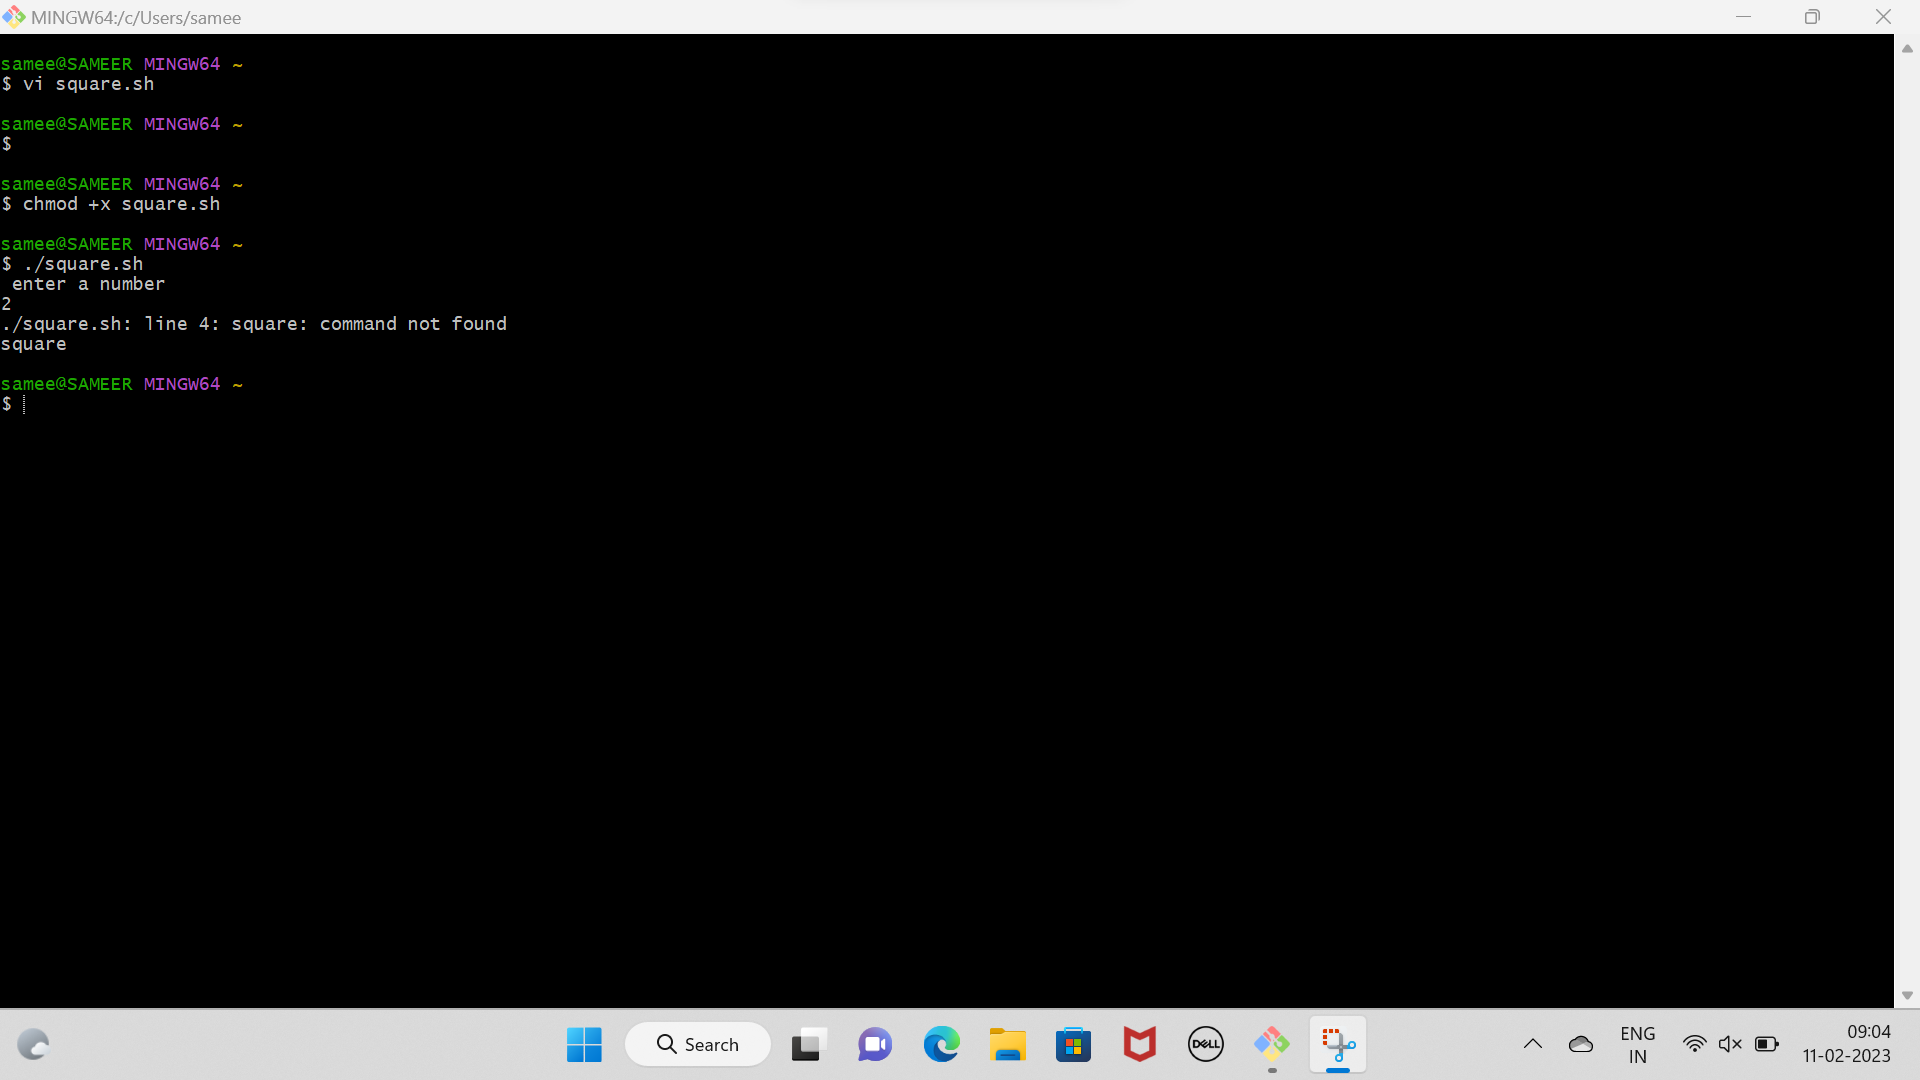 MINGW64:/c/Users/samee
samee@SAMEER MINGW64 ~
$ vi square.sh
samee@SAMEER MINGW64 ~
$
samee@SAMEER MINGW64 ~
$ chmod +x square.sh
samee@SAMEER MINGW64 ~
$ ./square.sh
 enter a number
2
./square.sh: line 4: square: command not found
square
samee@SAMEER MINGW64 ~
$
Search
DELL
ENG
IN
09:04
11-02-2023